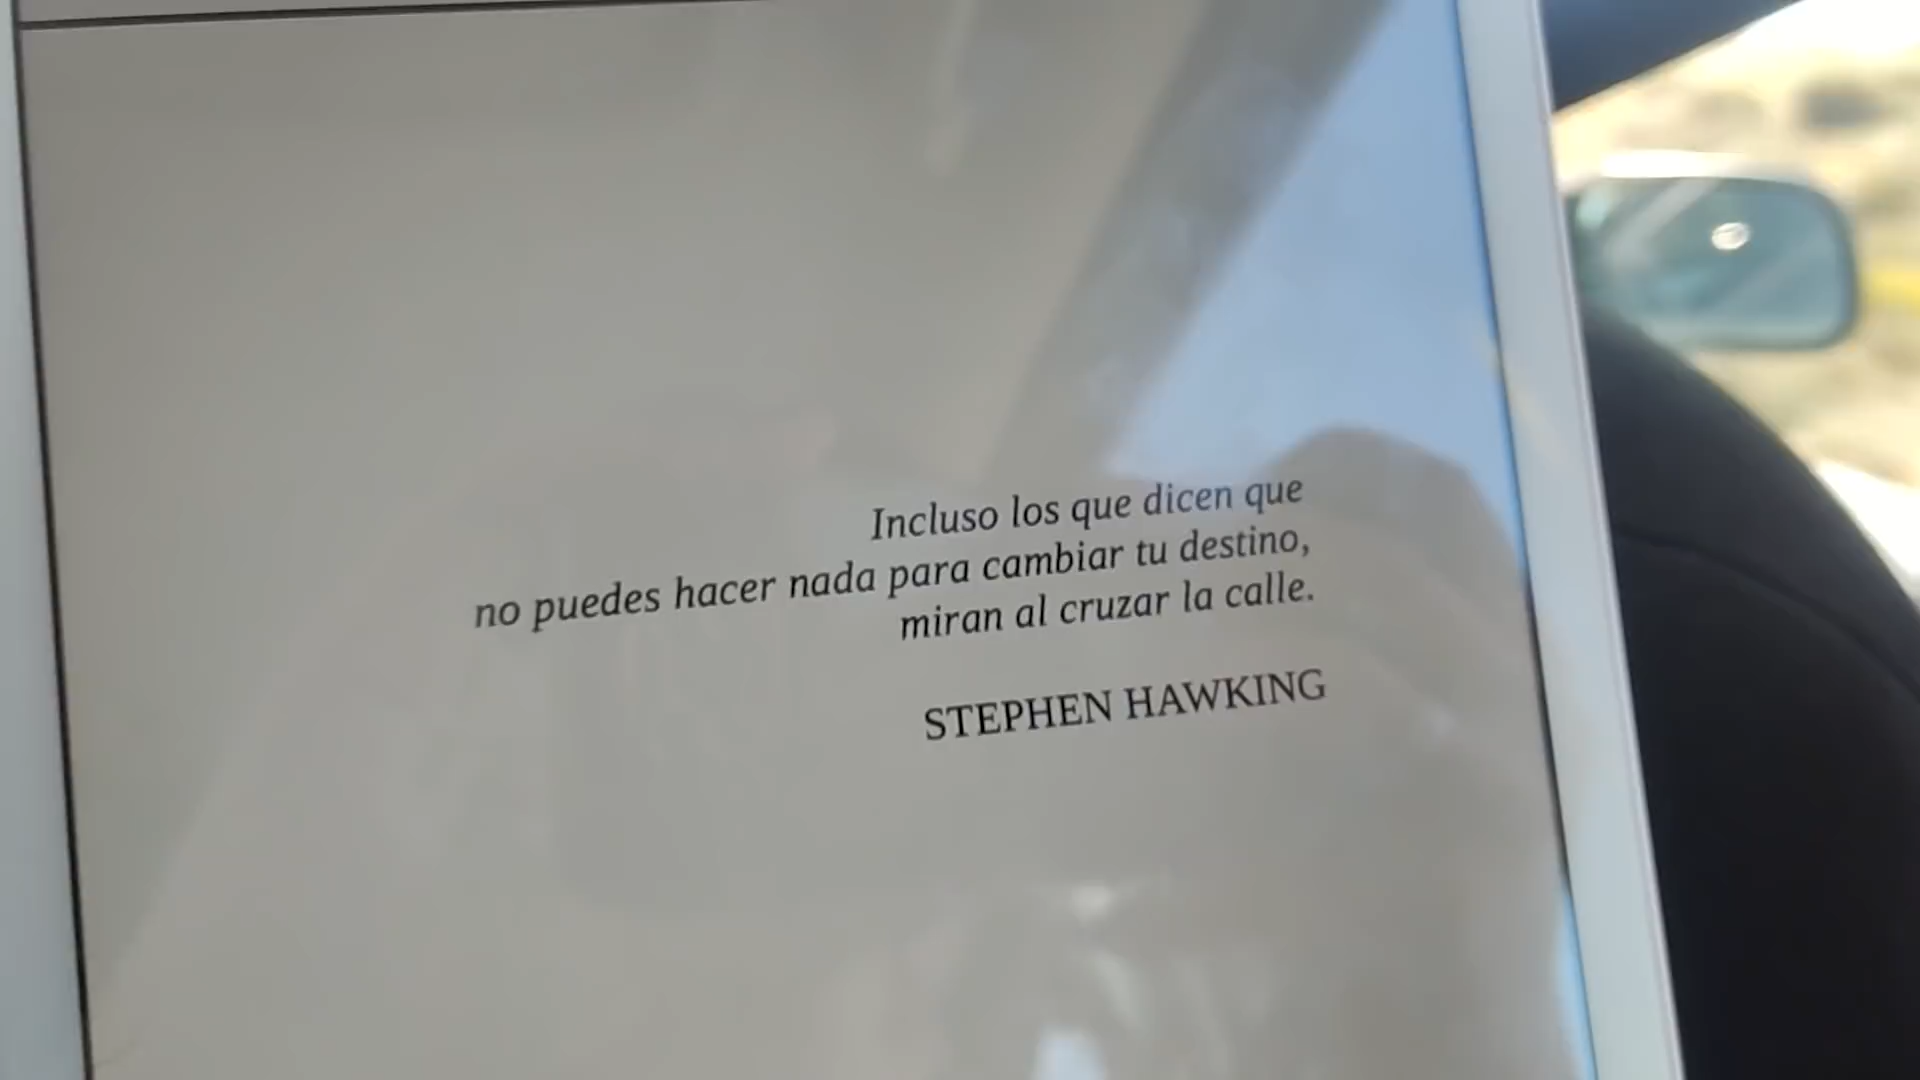 Incluso los que dicen que
no puedes hacer nada para cambiar tu destino,
miran al cruzar la calle.
STEPHEN HAWKING